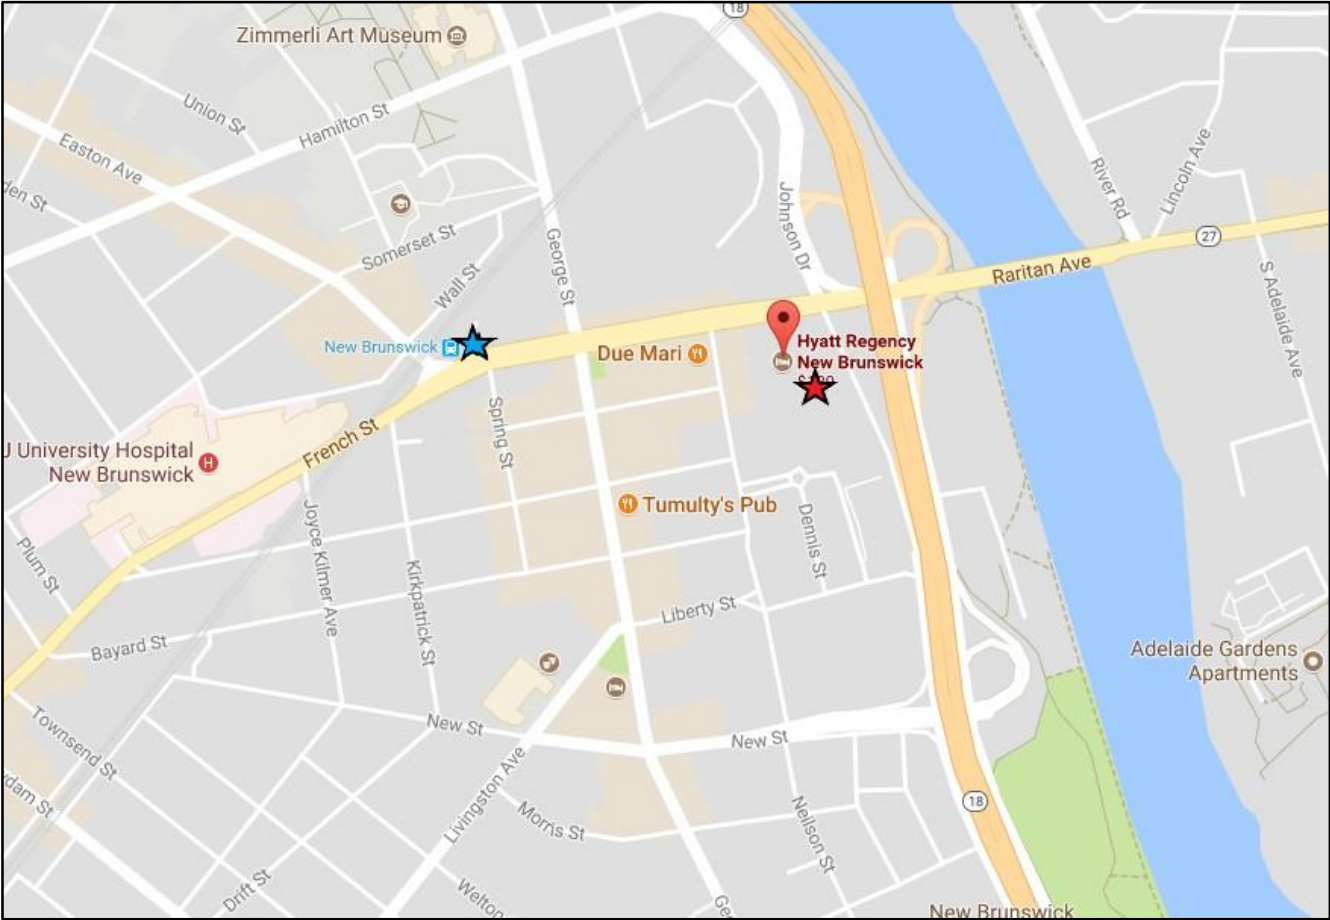 18
Zimmerli Art Museum
Union St
Hamilton St
Easton Ave
den St
Somerset St
Wall St
George St
Johnson Dr
River Rd
Lincoln Ave
27
Raritan Ave
S Adelaide Ave
New Brunswick
Due Mari
Hyatt Regency
New Brunswick
J University Hospital
New Brunswick
H
French St
Spring St
Tumulty's Pub
Dennis St
Plum St
Joyce Kilmer Ave
Kirkpatrick St
Liberty St
Bayard St
Adelaide Gardens
Apartments
Townsend St
New St
New St
Livingston Ave
Morris St
Neilson St
18
dam St
Drift St
Welton
Ge
New Brunswick